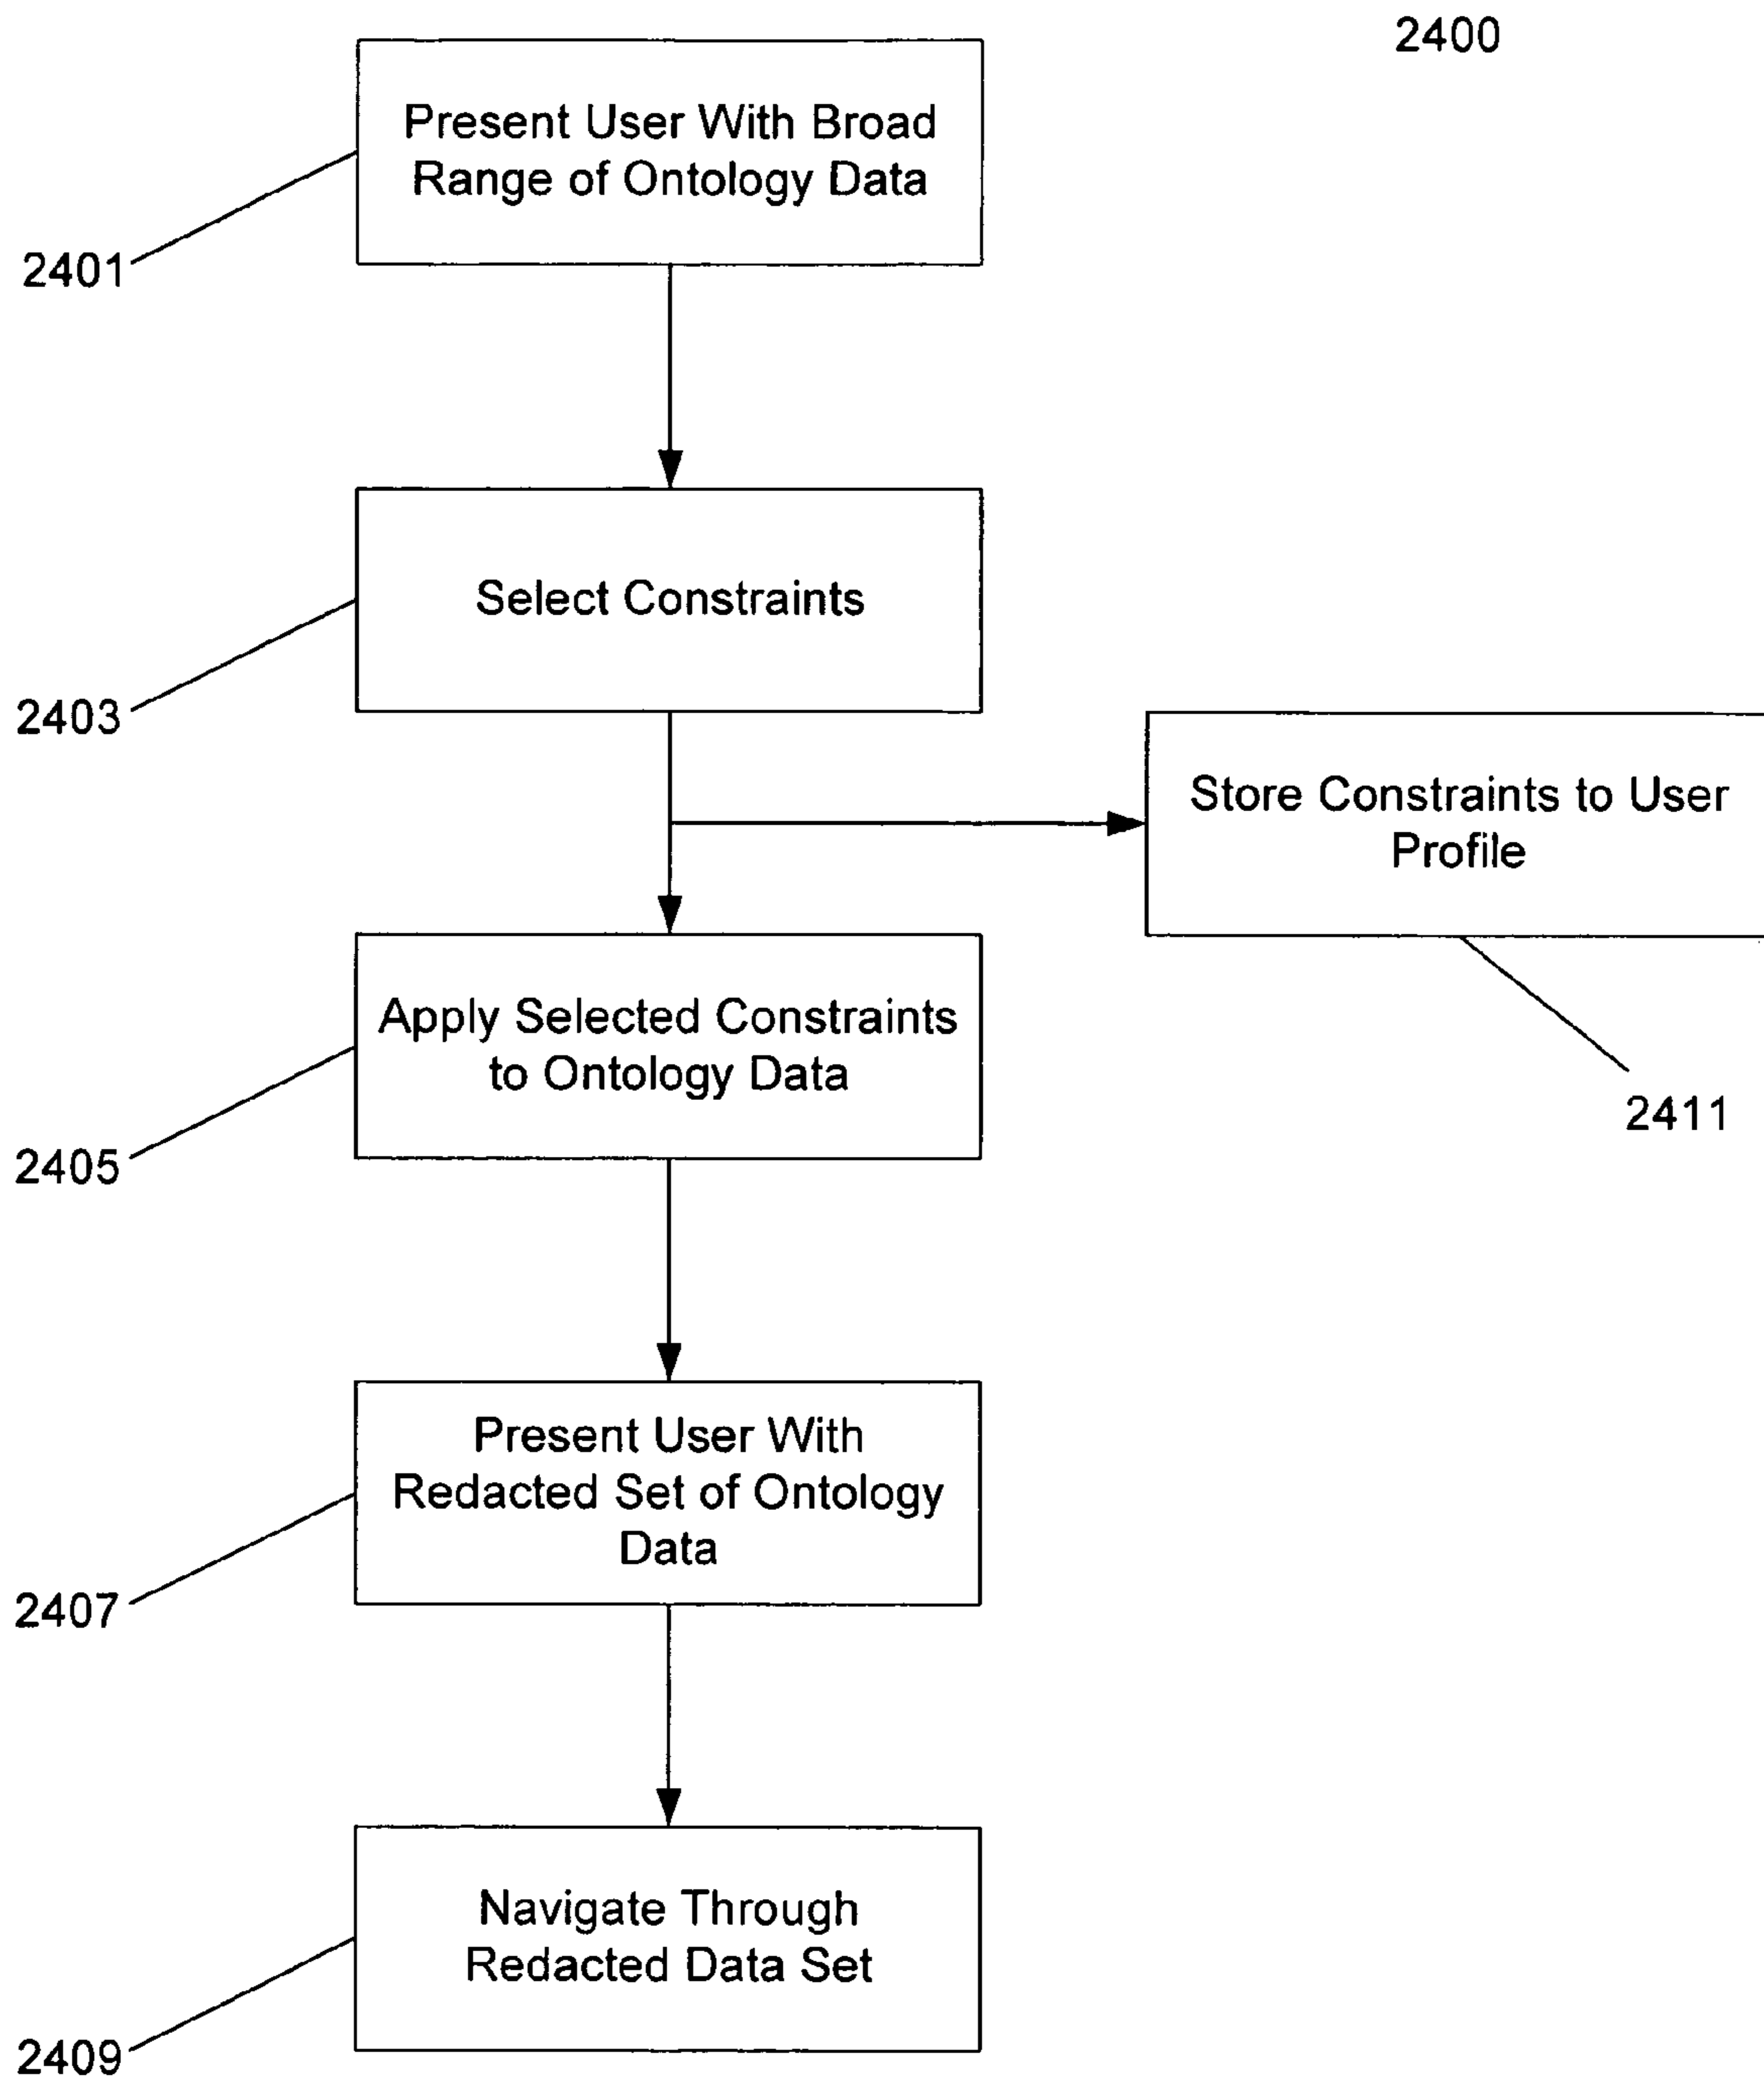 2400
Present User With Broad
Range of Ontology Data
2401
Select Constraints
2403
Store Constraints to User
Profile
2411
Apply Selected Constraints
to Ontology Data
2405
Present User With
Redacted Set of Ontology
Data
2407
Navigate Through
Redacted Data Set
2409